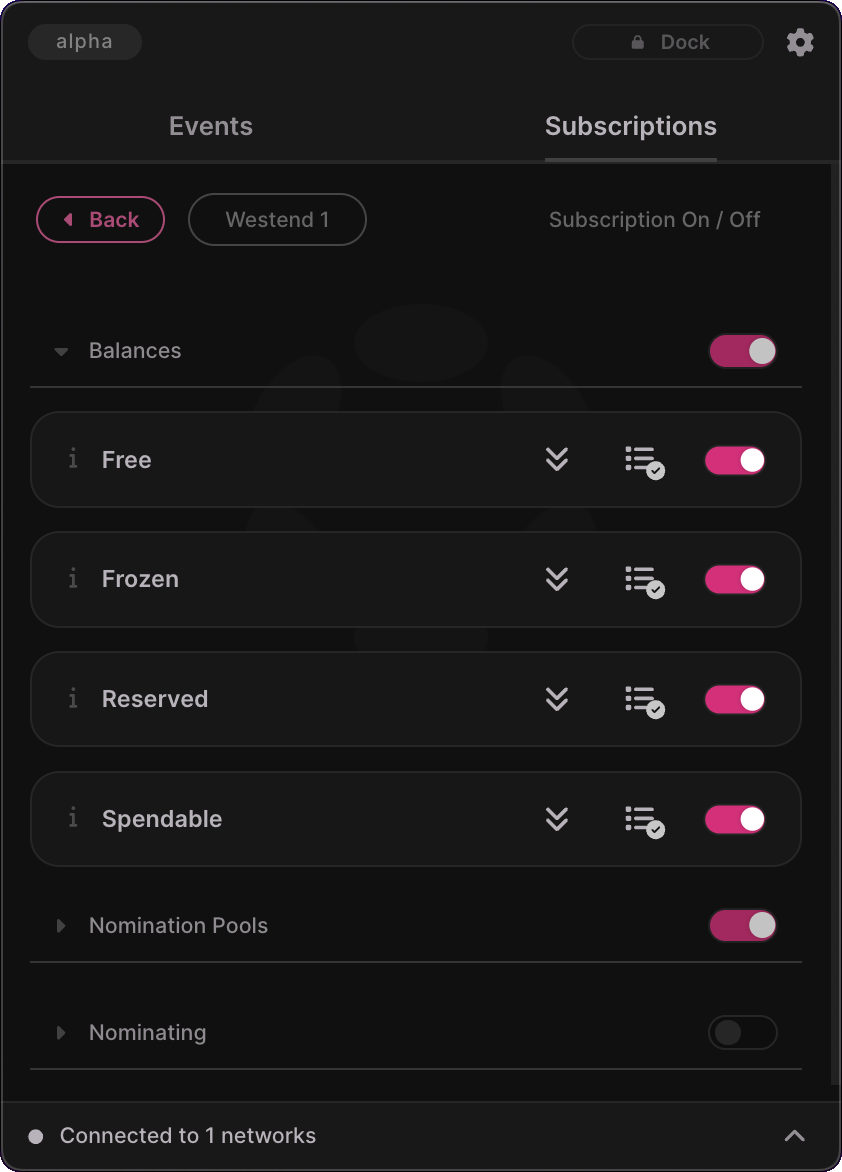 alpha
Dock
Events
Subscriptions
Back
Westend 1
Subscription On / Off
Balances
Free
Frozen
Reserved
Spendable
Nomination Pools
Nominating
Connected to 1 networks